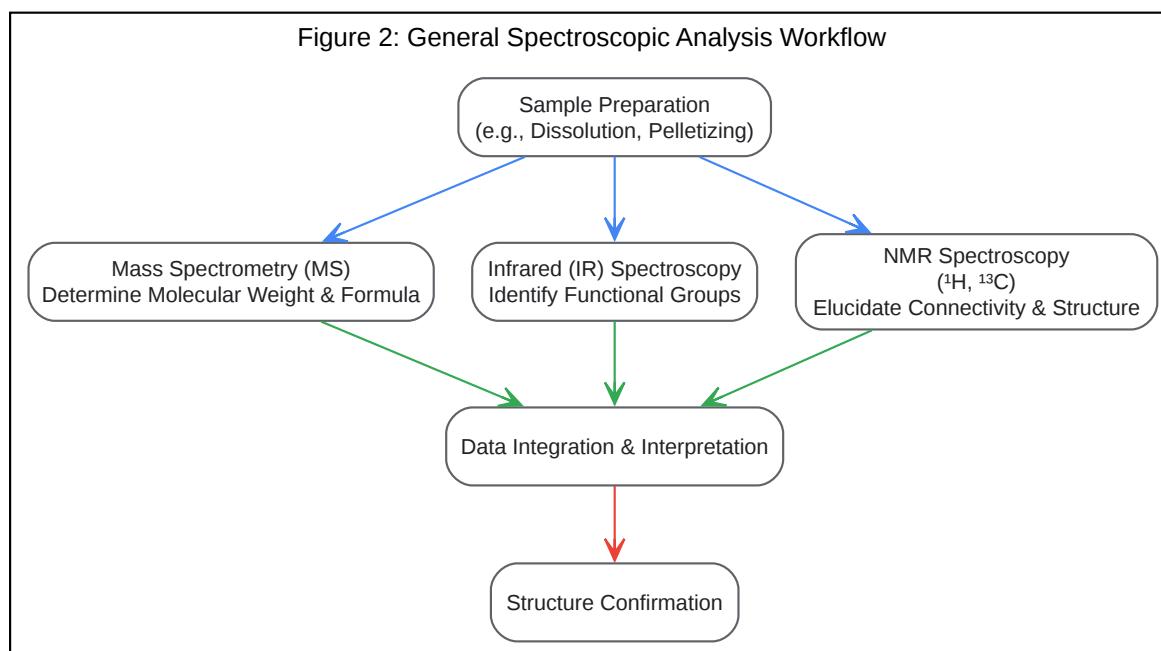 Figure 2: General Spectroscopic Analysis Workflow
Sample Preparation
(e.g., Dissolution, Pelletizing)
Mass Spectrometry (MS)
Determine Molecular Weight & Formula
Infrared (IR) Spectroscopy
Identify Functional Groups
NMR Spectroscopy
(¹H, ¹³C)
Elucidate Connectivity & Structure
Data Integration & Interpretation
Structure Confirmation